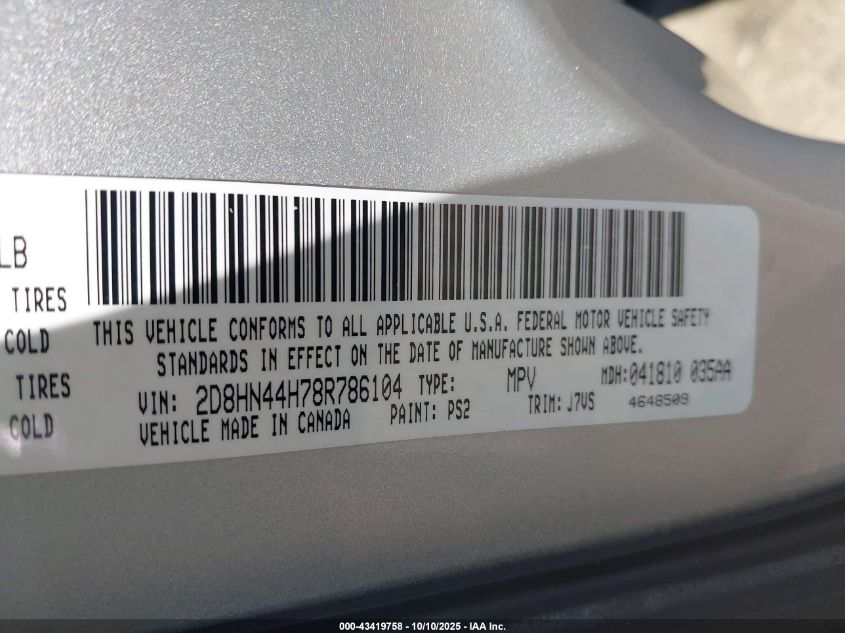 LB
TIRES
COLD
TIRES
COLD
THIS VEHICLE CONFORMS TO ALL APPLICABLE U.S.A. FEDERAL MOTOR VEHICLE SAFETY
STANDARDS IN EFFECT ON THE DATE OF MANUFACTURE SHOWN ABOVE.
VIN: 2D8HN44H78R786104 TYPE: MPV MDH:041810 035AA
VEHICLE MADE IN CANADA PAINT: PS2 TRIM: J7VS 4648509
000-43419758 - 10/10/2025 - IAA Inc.